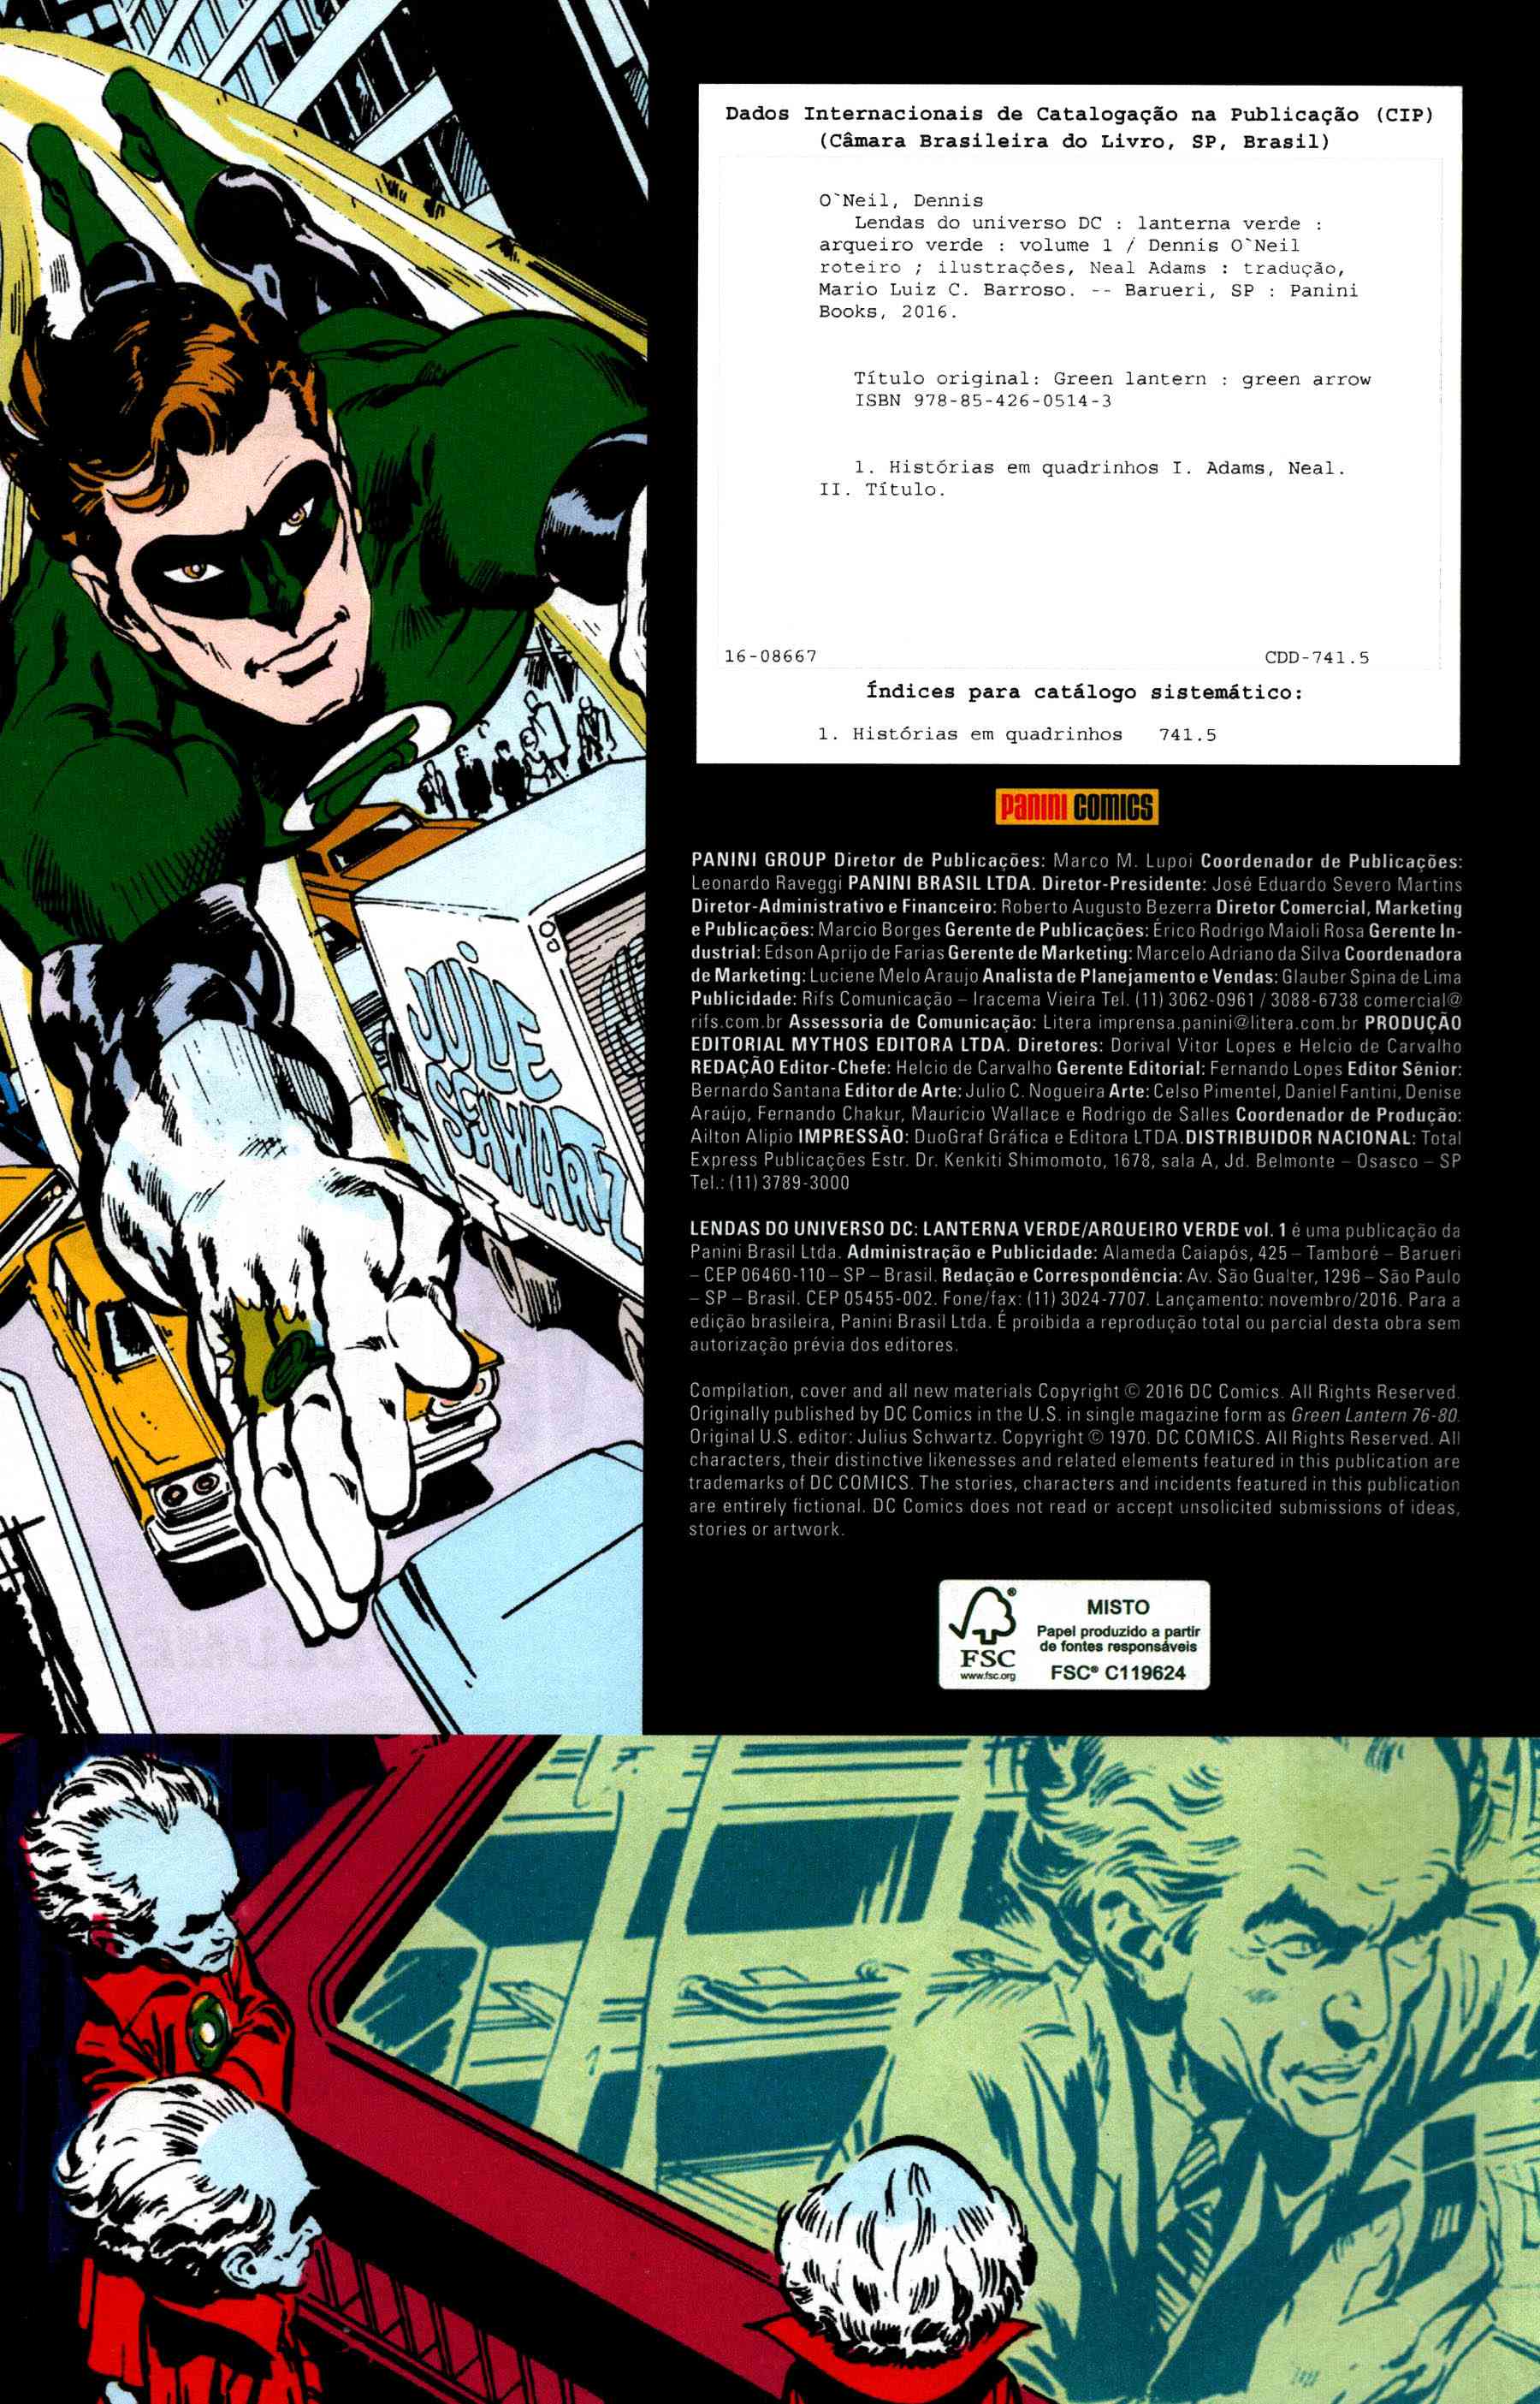 Dados Internacionais de Catalogação na Publicação (CIP)
(Câmara Brasileira do Livro, SP, Brasil)
O`Neil, Dennis
Lendas do universo DC : lanterna verde :
arqueiro verde : volume 1 / Dennis O`Neil
roteiro ; ilustrações, Neal Adams : tradução,
Mario Luiz C. Barroso. -- Barueri, SP : Panini
Books, 2016.
Título original: Green lantern : green arrow
ISBN 978-85-426-0514-3
1. Histórias em quadrinhos I. Adams, Neal.
II. Título.
16-08667 CDD-741.5
Índices para catálogo sistemático:
1. Histórias em quadrinhos 741.5
PANINI COMICS
PANINI GROUP Diretor de Publicações: Marco M. Lupoi Coordenador de Publicações:
Leonardo Raveggi PANINI BRASIL LTDA. Diretor-Presidente: José Eduardo Severo Martins
Diretor-Administrativo e Financeiro: Roberto Augusto Bezerra Diretor Comercial, Marketing
e Publicações: Marcio Borges Gerente de Publicações: Érico Rodrigo Maioli Rosa Gerente In-
dustrial: Edson Aprijo de Farias Gerente de Marketing: Marcelo Adriano da Silva Coordenadora
de Marketing: Luciene Melo Araujo Analista de Planejamento e Vendas: Glauber Spina de Lima
Publicidade: Rifs Comunicação – Iracema Vieira Tel. (11) 3062-0961 / 3088-6738 comercial@
rifs.com.br Assessoria de Comunicação: Litera imprensa.panini@litera.com.br PRODUÇÃO
EDITORIAL MYTHOS EDITORA LTDA. Diretores: Dorival Vitor Lopes e Helcio de Carvalho
REDAÇÃO Editor-Chefe: Helcio de Carvalho Gerente Editorial: Fernando Lopes Editor Sênior:
Bernardo Santana Editor de Arte: Julio C. Nogueira Arte: Celso Pimentel, Daniel Fantini, Denise
Araújo, Fernando Chakur, Maurício Wallace e Rodrigo de Salles Coordenador de Produção:
Ailton Alipio IMPRESSÃO: DuoGraf Gráfica e Editora LTDA.DISTRIBUIDOR NACIONAL: Total
Express Publicações Estr. Dr. Kenkiti Shimomoto, 1678, sala A, Jd. Belmonte – Osasco – SP
Tel.: (11) 3789-3000
JULIE
SCHWARTZ
LENDAS DO UNIVERSO DC: LANTERNA VERDE/ARQUEIRO VERDE vol. 1 é uma publicação da
Panini Brasil Ltda. Administração e Publicidade: Alameda Caiapós, 425 – Tamboré – Barueri
– CEP 06460-110 – SP – Brasil. Redação e Correspondência: Av. São Gualter, 1296 – São Paulo
– SP – Brasil. CEP 05455-002. Fone/fax: (11) 3024-7707. Lançamento: novembro/2016. Para a
edição brasileira, Panini Brasil Ltda. É proibida a reprodução total ou parcial desta obra sem
autorização prévia dos editores.
Compilation, cover and all new materials Copyright © 2016 DC Comics. All Rights Reserved.
Originally published by DC Comics in the U.S. in single magazine form as Green Lantern 76-80.
Original U.S. editor: Julius Schwartz. Copyright © 1970. DC COMICS. All Rights Reserved. All
characters, their distinctive likenesses and related elements featured in this publication are
trademarks of DC COMICS. The stories, characters and incidents featured in this publication
are entirely fictional. DC Comics does not read or accept unsolicited submissions of ideas,
stories or artwork.
FSC
www.fsc.org
MISTO
Papel produzido a partir
de fontes responsáveis
FSC® C119624